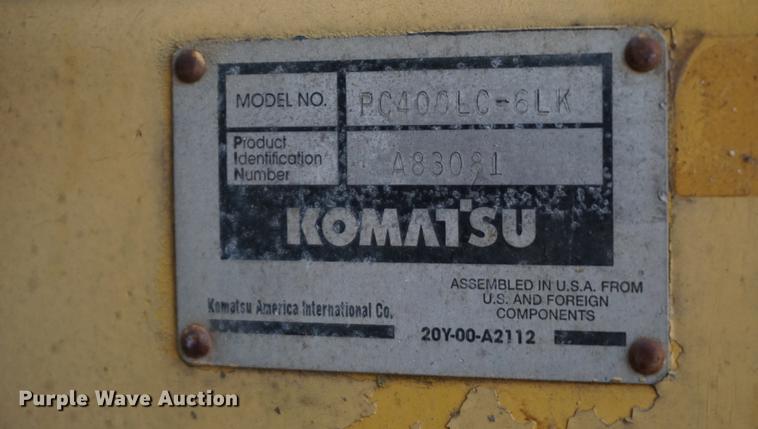 MODEL NO. PC400LC-6LK
Product
Identification
Number
A83081
KOMATSU
ASSEMBLED IN U.S.A. FROM
U.S. AND FOREIGN
COMPONENTS
Komatsu America International Co.
20Y-00-A2112
Purple Wave Auction